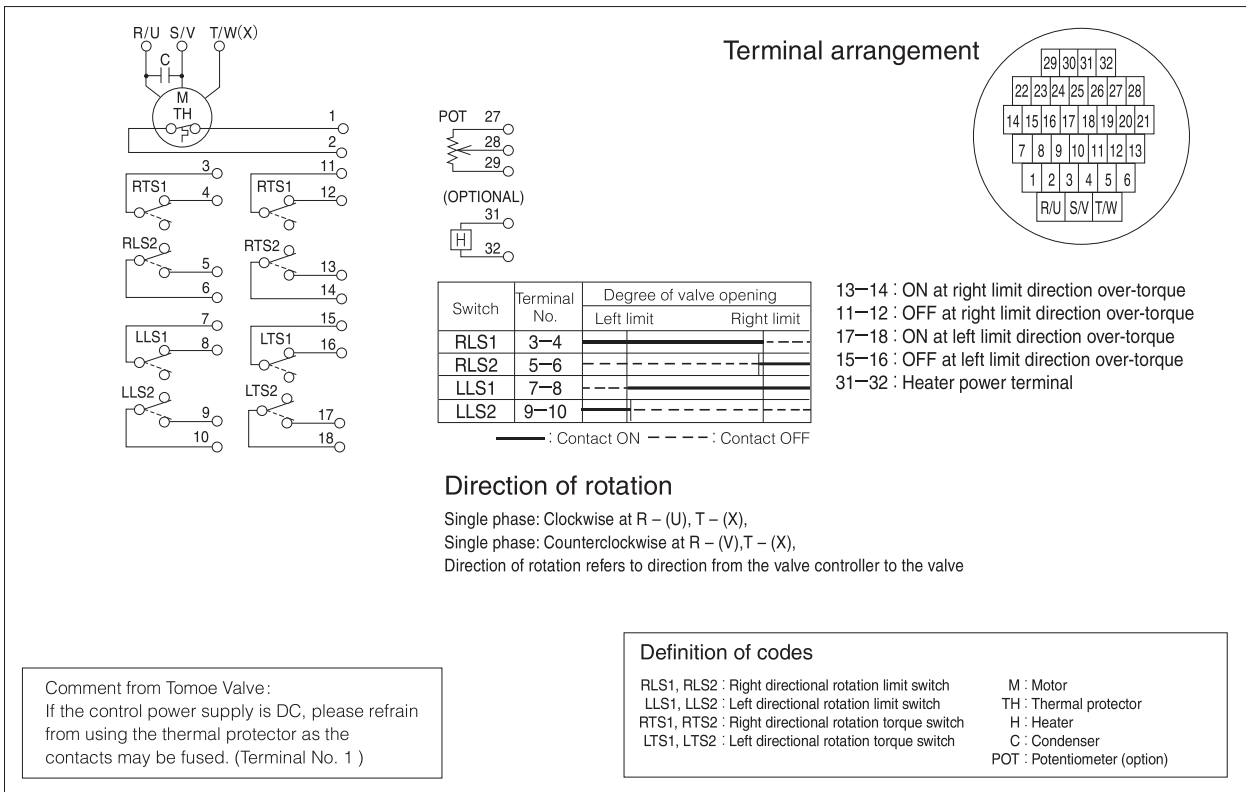 R/U S/V T/W(X)
C
M
TH
1
2
3
RTS1
4
11
RTS1
12
RLS2
5
6
RTS2
13
14
7
LLS1
8
15
LTS1
16
LLS2
9
10
LTS2
17
18
POT 27
28
29
(OPTIONAL)
31
H
32
Terminal arrangement
29 30 31 32
22 23 24 25 26 27 28
14 15 16 17 18 19 20 21
7 8 9 10 11 12 13
1 2 3 4 5 6
R/U S/V T/W
Switch Terminal No. Degree of valve opening
Left limit Right limit
RLS1 3–4
RLS2 5–6
LLS1 7–8
LLS2 9–10
: Contact ON : Contact OFF
13–14 : ON at right limit direction over-torque
11–12 : OFF at right limit direction over-torque
17–18 : ON at left limit direction over-torque
15–16 : OFF at left limit direction over-torque
31–32 : Heater power terminal
Direction of rotation
Single phase: Clockwise at R – (U), T – (X),
Single phase: Counterclockwise at R – (V),T – (X),
Direction of rotation refers to direction from the valve controller to the valve
Comment from Tomoe Valve:
If the control power supply is DC, please refrain
from using the thermal protector as the
contacts may be fused. (Terminal No. 1 )
Definition of codes
RLS1, RLS2 : Right directional rotation limit switch
LLS1, LLS2 : Left directional rotation limit switch
RTS1, RTS2 : Right directional rotation torque switch
LTS1, LTS2 : Left directional rotation torque switch
M : Motor
TH : Thermal protector
H : Heater
C : Condenser
POT : Potentiometer (option)